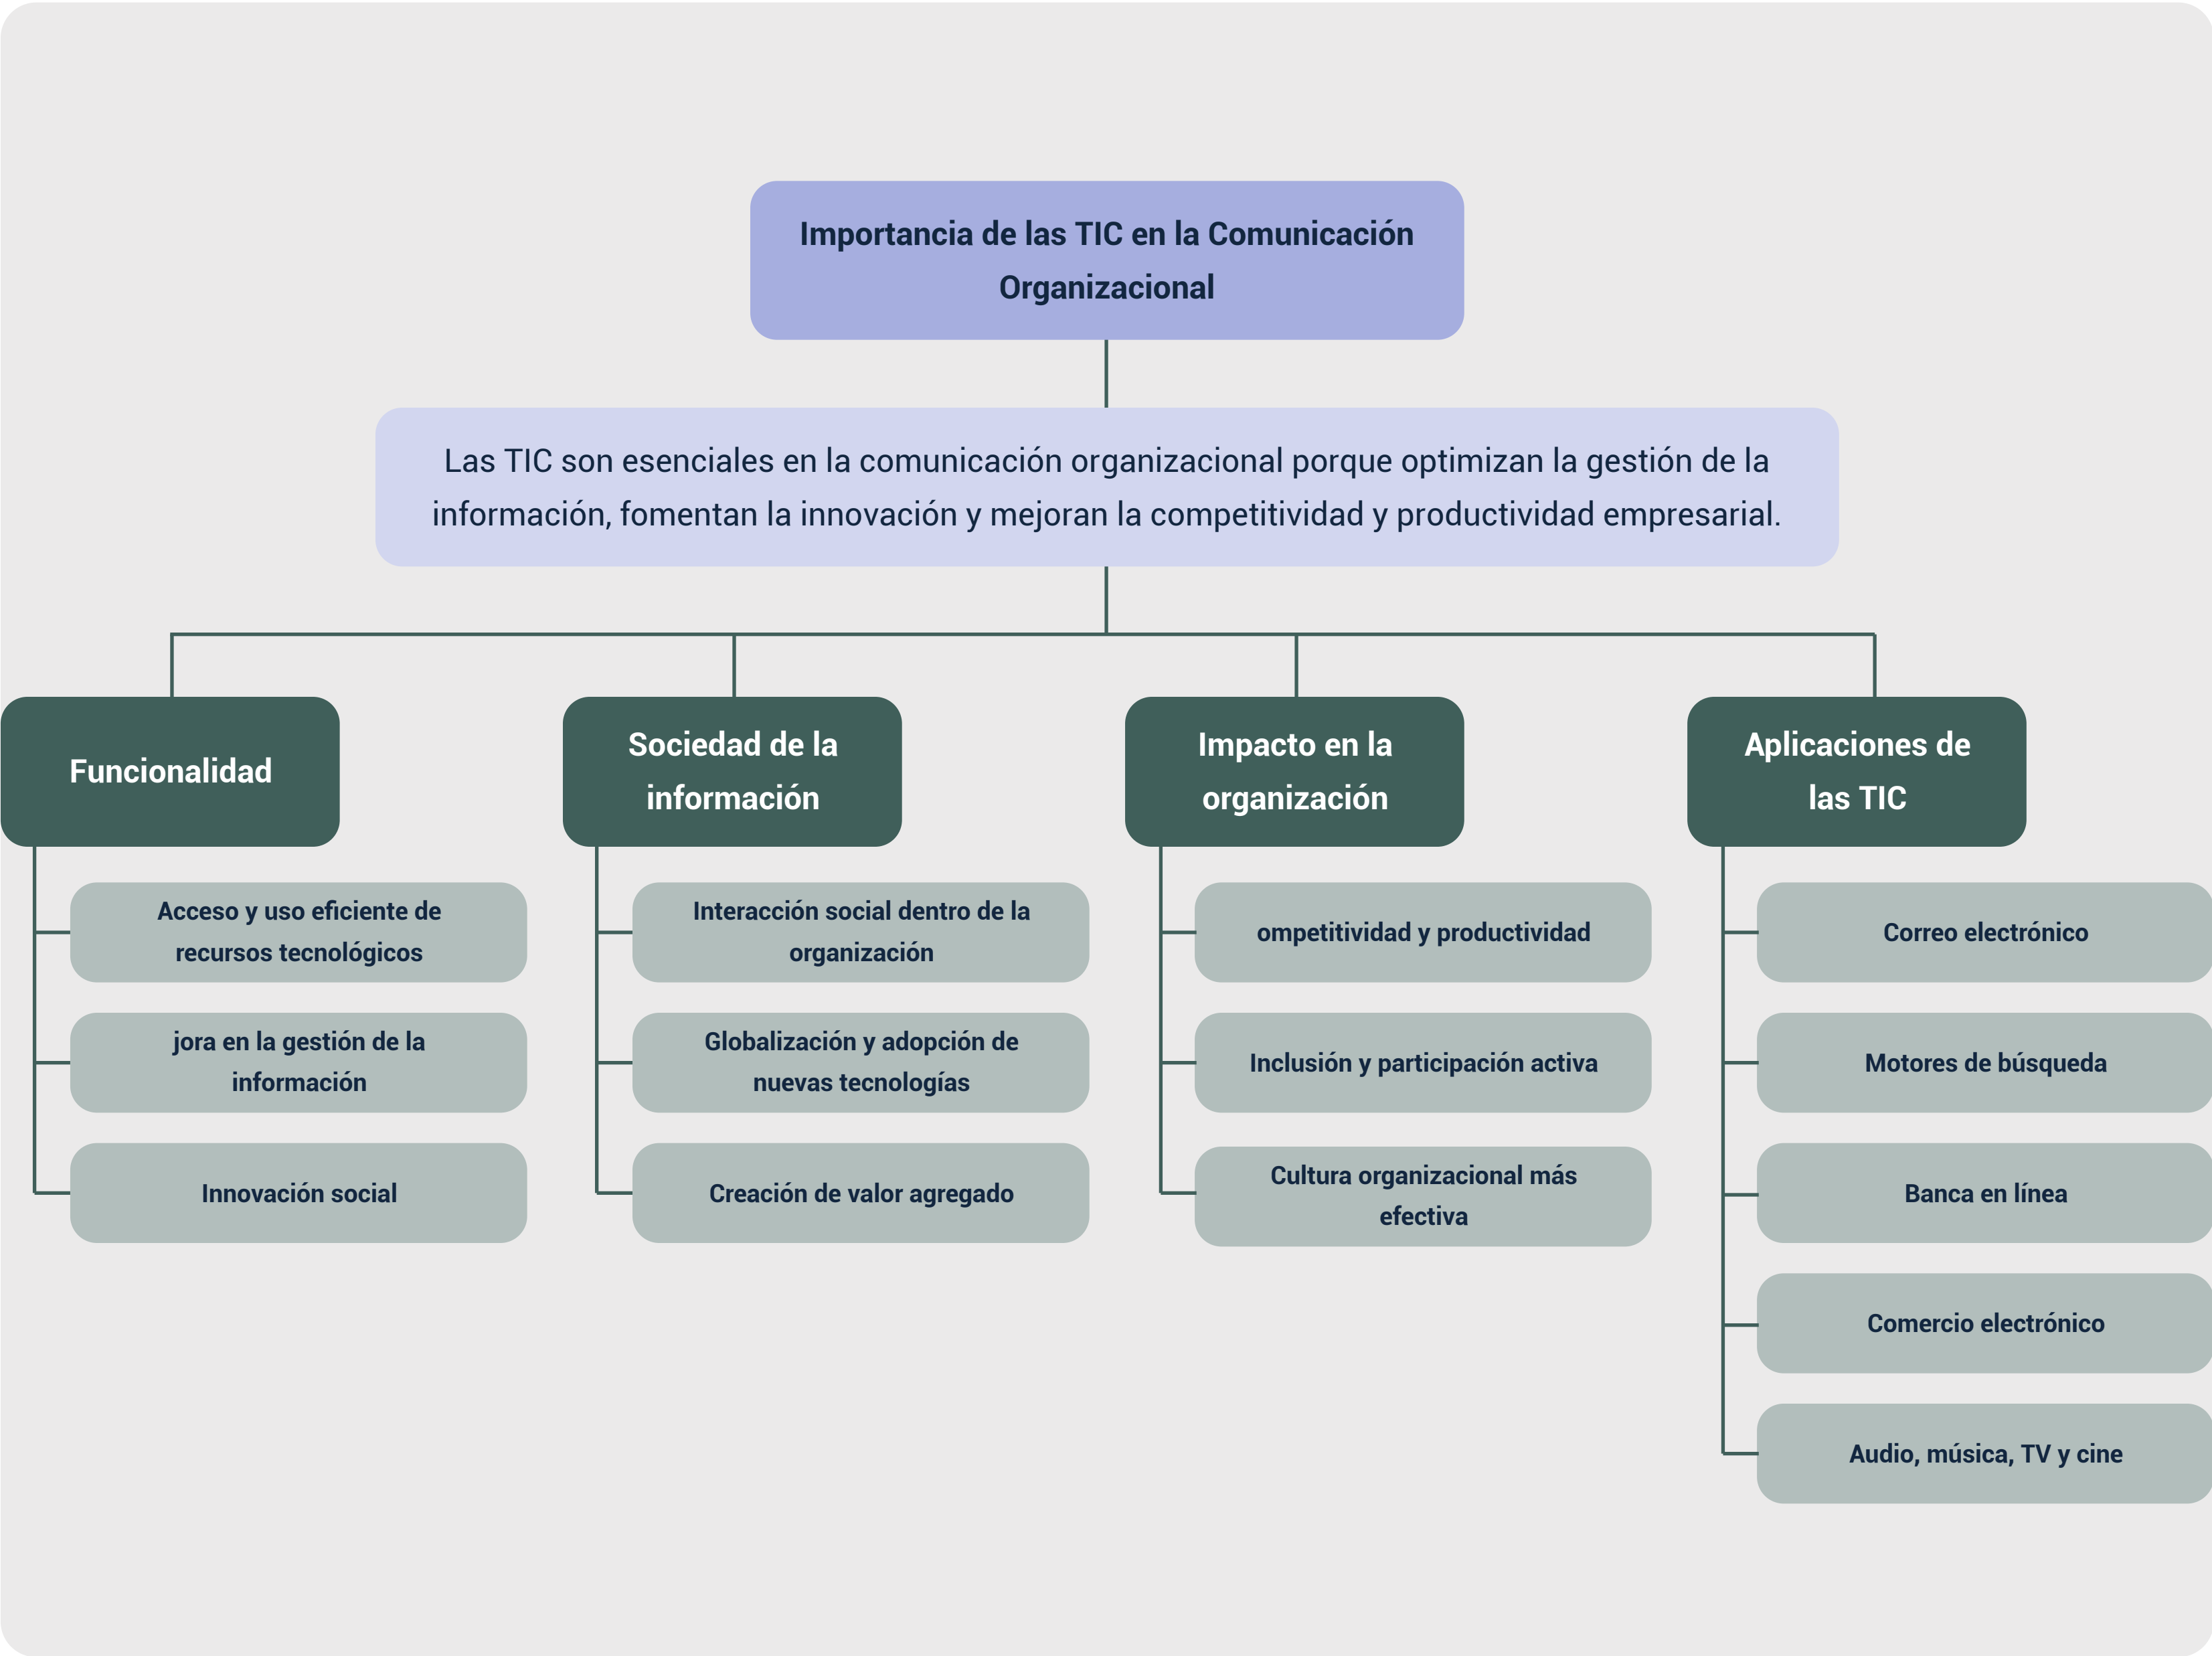 Importancia de las TIC en la Comunicación
Organizacional
Las TIC son esenciales en la comunicación organizacional porque optimizan la gestión de la
información, fomentan la innovación y mejoran la competitividad y productividad empresarial.
Funcionalidad
Acceso y uso eficiente de
recursos tecnológicos
jora en la gestión de la
información
Innovación social
Sociedad de la
información
Interacción social dentro de la
organización
Globalización y adopción de
nuevas tecnologías
Creación de valor agregado
Impacto en la
organización
ompetitividad y productividad
Inclusión y participación activa
Cultura organizacional más
efectiva
Aplicaciones de
las TIC
Correo electrónico
Motores de búsqueda
Banca en línea
Comercio electrónico
Audio, música, TV y cine